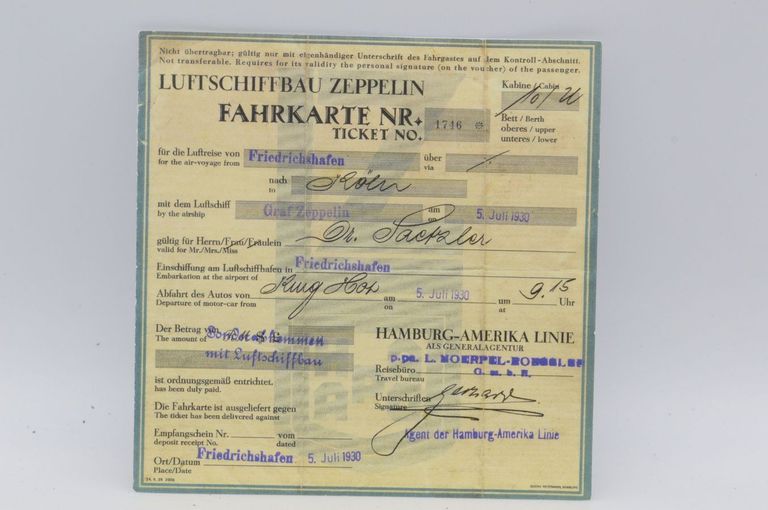 Nicht übertragbar; gültig nur mit eigenhändiger Unterschrift des Fahrgastes auf dem Kontroll-Abschnitt.
Not transferable. Requires for its validity the personal signature (on the voucher) of the passenger.
LUFTSCHIFFBAU ZEPPELIN
Kabine/Cabin
FAHRKARTE NR. 1746
TICKET NO.
Bett / Berth
oberes / upper
unteres / lower
für die Luftreise von Friedrichshafen über
for the air-voyage from via
nach Köln
to
mit dem Luftschiff Graf Zeppelin am 5. Juli 1930
by the airship on
gültig für Herrn/Frau/Fräulein Dr.
valid for Mr./Mrs./Miss
Einschiffung am Luftschiffhafen in Friedrichshafen
Embarkation at the airport of
Abfahrt des Autos von am 5. Juli 1930 um 9.15 Uhr
Departure of motor-car from on at
Der Betrag von
The amount of
mit Luftschiffbau
HAMBURG-AMERIKA LINIE
ALS GENERALAGENTUR
p.pa. L.
Reisebüro G. m. b. H.
Travel bureau
ist ordnungsgemäß entrichtet.
has been duly paid.
Unterschriften
Signature
Die Fahrkarte ist ausgeliefert gegen
The ticket has been delivered against
Agent der Hamburg-Amerika Linie
Empfangschein Nr. vom
deposit receipt No. dated
Ort/Datum Friedrichshafen 5. Juli 1930
Place/Date